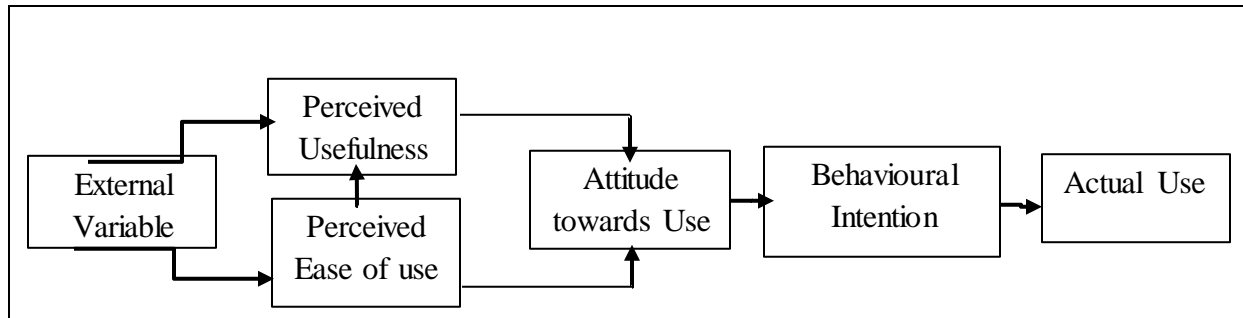 External
Variable
Perceived
Usefulness
Perceived
Ease of use
Attitude
towards Use
Behavioural
Intention
Actual Use